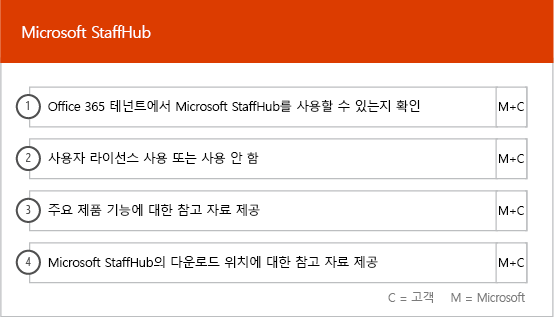 Microsoft StaffHub
1 Office 365 테넌트에서 Microsoft StaffHub를 사용할 수 있는지 확인 M+C
2 사용자 라이선스 사용 또는 사용 안 함 M+C
3 주요 제품 기능에 대한 참고 자료 제공 M+C
4 Microsoft StaffHub의 다운로드 위치에 대한 참고 자료 제공 M+C
C = 고객 M = Microsoft